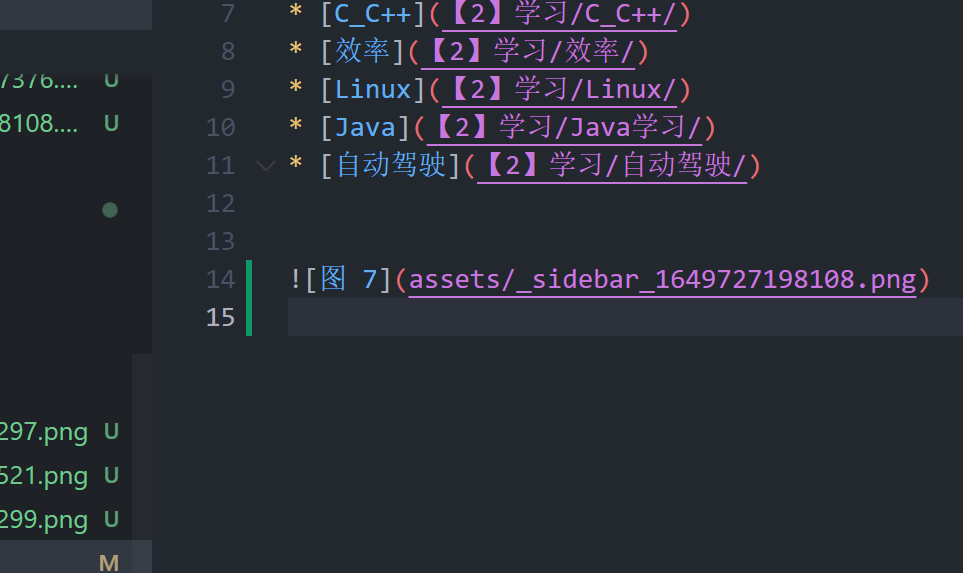 7 * [C_C++](【2】学习/C_C++/)
8 * [效率](【2】学习/效率/)
9 * [Linux](【2】学习/Linux/)
10 * [Java](【2】学习/Java学习/)
11 * [自动驾驶](【2】学习/自动驾驶/)
12
13
14 ![图 7](assets/_sidebar_1649727198108.png)
15
7376.... U
8108.... U
297.png U
521.png U
299.png U
M